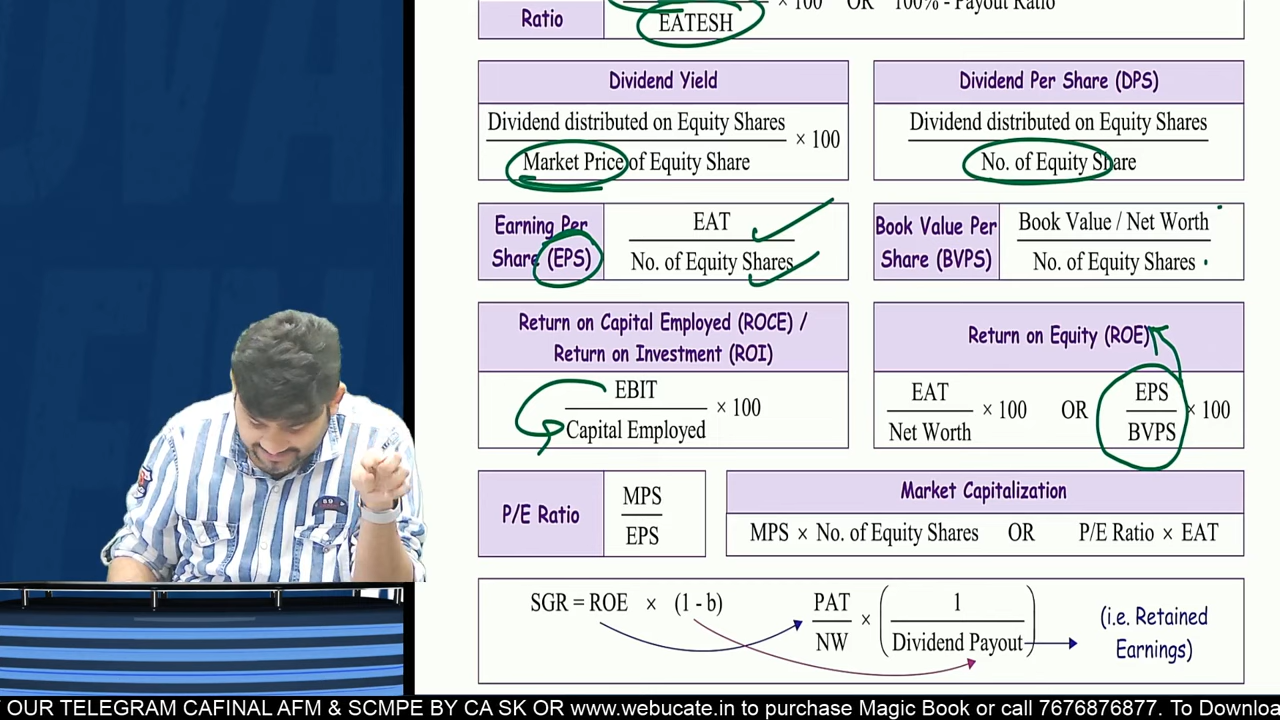 Ratio
× 100 OR 100% - Payout Ratio
EATESH
Dividend Yield
Dividend distributed on Equity Shares
Market Price of Equity Share
× 100
Dividend Per Share (DPS)
Dividend distributed on Equity Shares
No. of Equity Share
Earning Per
Share (EPS)
EAT
No. of Equity Shares
Book Value Per
Share (BVPS)
Book Value / Net Worth
No. of Equity Shares
Return on Capital Employed (ROCE) /
Return on Investment (ROI)
EBIT
Capital Employed
× 100
Return on Equity (ROE)
EAT
Net Worth
× 100 OR
EPS
BVPS
× 100
P/E Ratio
MPS
EPS
Market Capitalization
MPS × No. of Equity Shares OR P/E Ratio × EAT
SGR = ROE × (1 - b)
PAT
NW
×
1
Dividend Payout
(i.e. Retained
Earnings)
OUR TELEGRAM CAFINAL AFM & SCMPE BY CA SK OR www.webucate.in to purchase Magic Book or call 7676876877. To Downloa